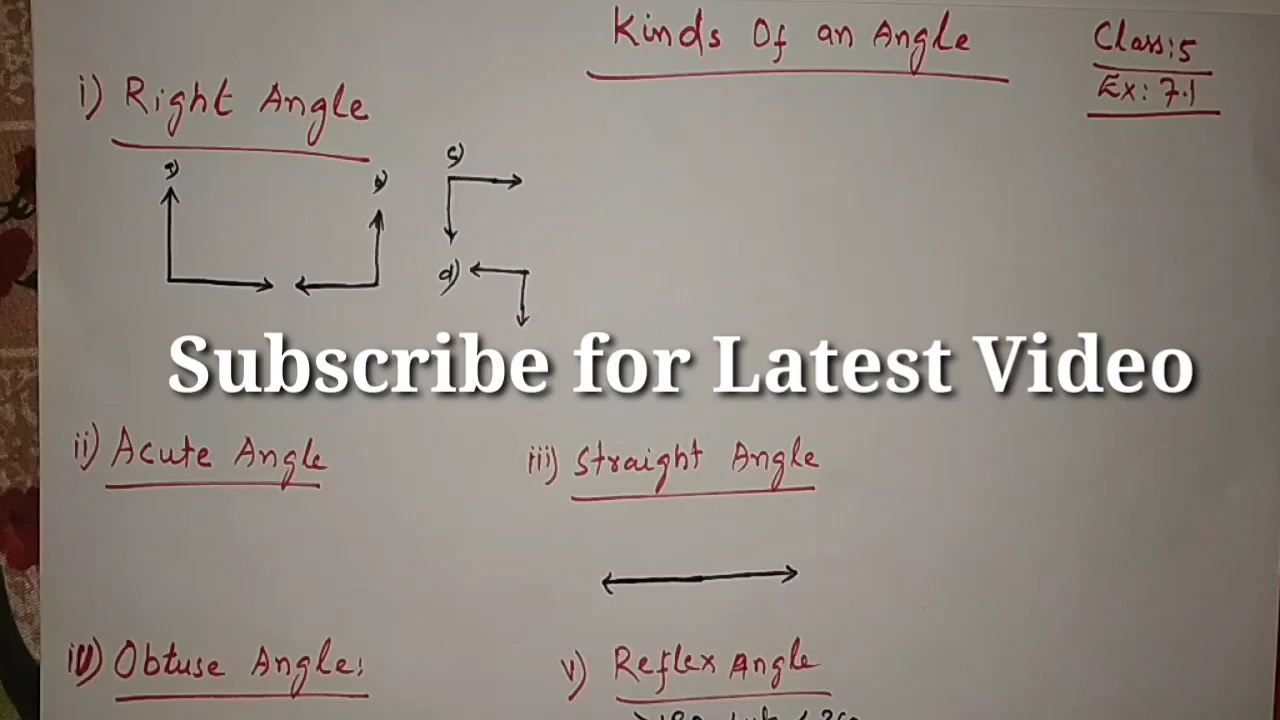 Kinds Of an Angle
Class:5
Ex: 7.1
i) Right Angle
a)
b)
c)
d)
Subscribe for Latest Video
ii) Acute Angle
iii) Straight Angle
iv) Obtuse Angle:
v) Reflex Angle